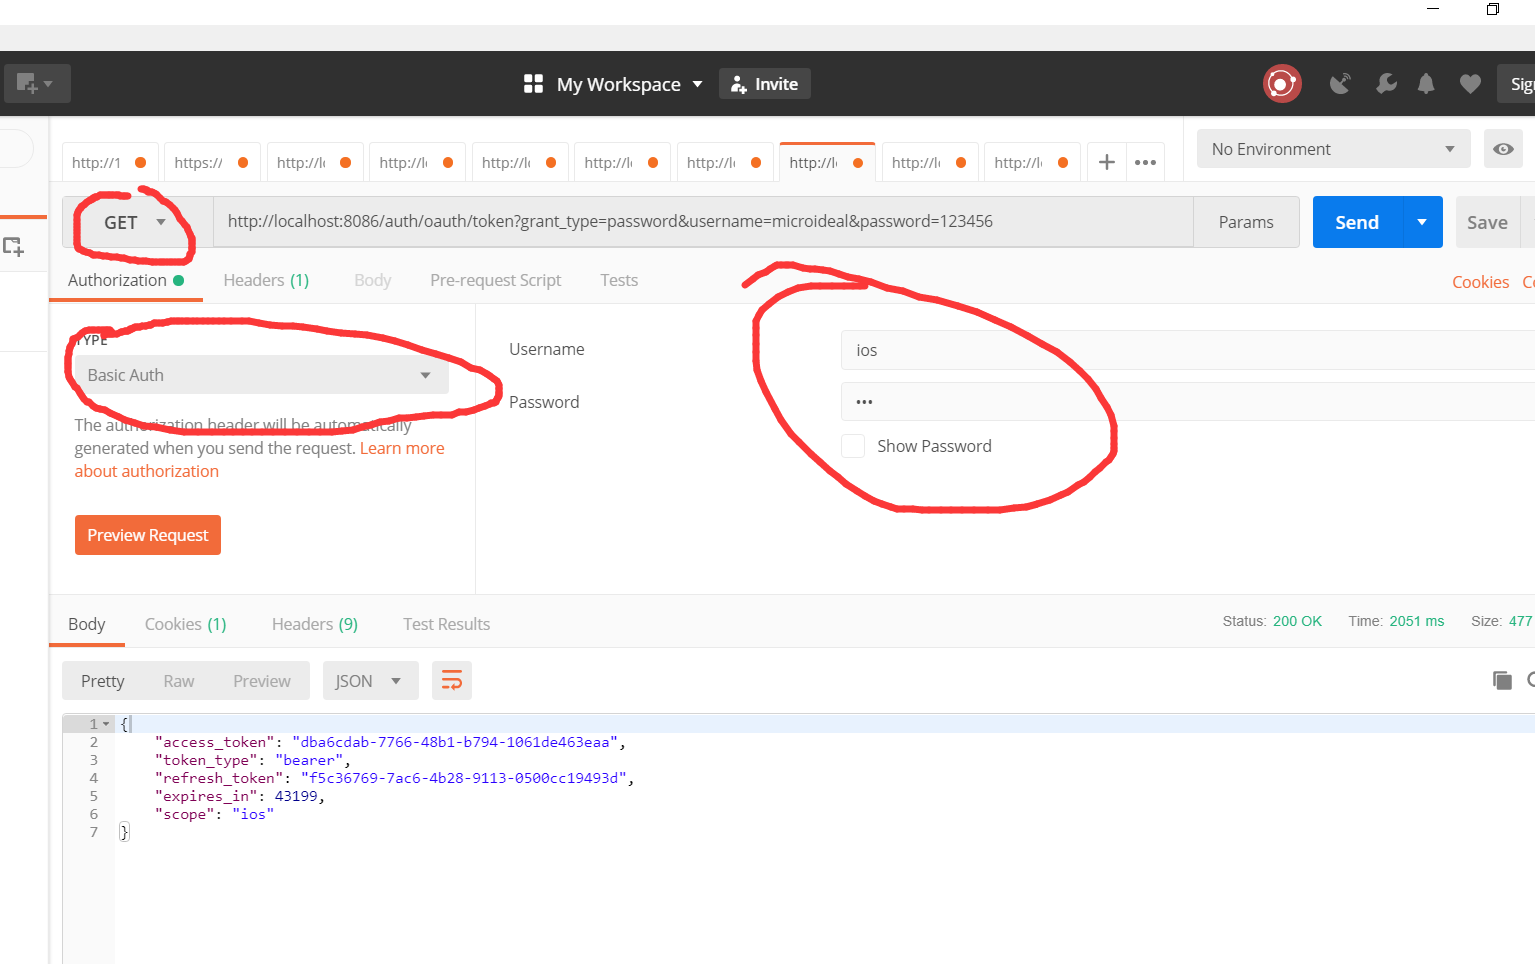 My Workspace
Invite
http://1
https://
http://l
http://l
http://l
http://l
http://l
http://l
http://l
http://l
No Environment
GET
http://localhost:8086/auth/oauth/token?grant_type=password&username=microideal&password=123456
Params
Send
Save
Authorization
Headers (1)
Body
Pre-request Script
Tests
Cookies
TYPE
Basic Auth
The authorization header will be automatically
generated when you send the request. Learn more
about authorization
Preview Request
Username
ios
Password
•••
Show Password
Body
Cookies (1)
Headers (9)
Test Results
Status: 200 OK
Time: 2051 ms
Size: 477
Pretty
Raw
Preview
JSON
1 {
2 "access_token": "dba6cdab-7766-48b1-b794-1061de463eaa",
3 "token_type": "bearer",
4 "refresh_token": "f5c36769-7ac6-4b28-9113-0500cc19493d",
5 "expires_in": 43199,
6 "scope": "ios"
7 }